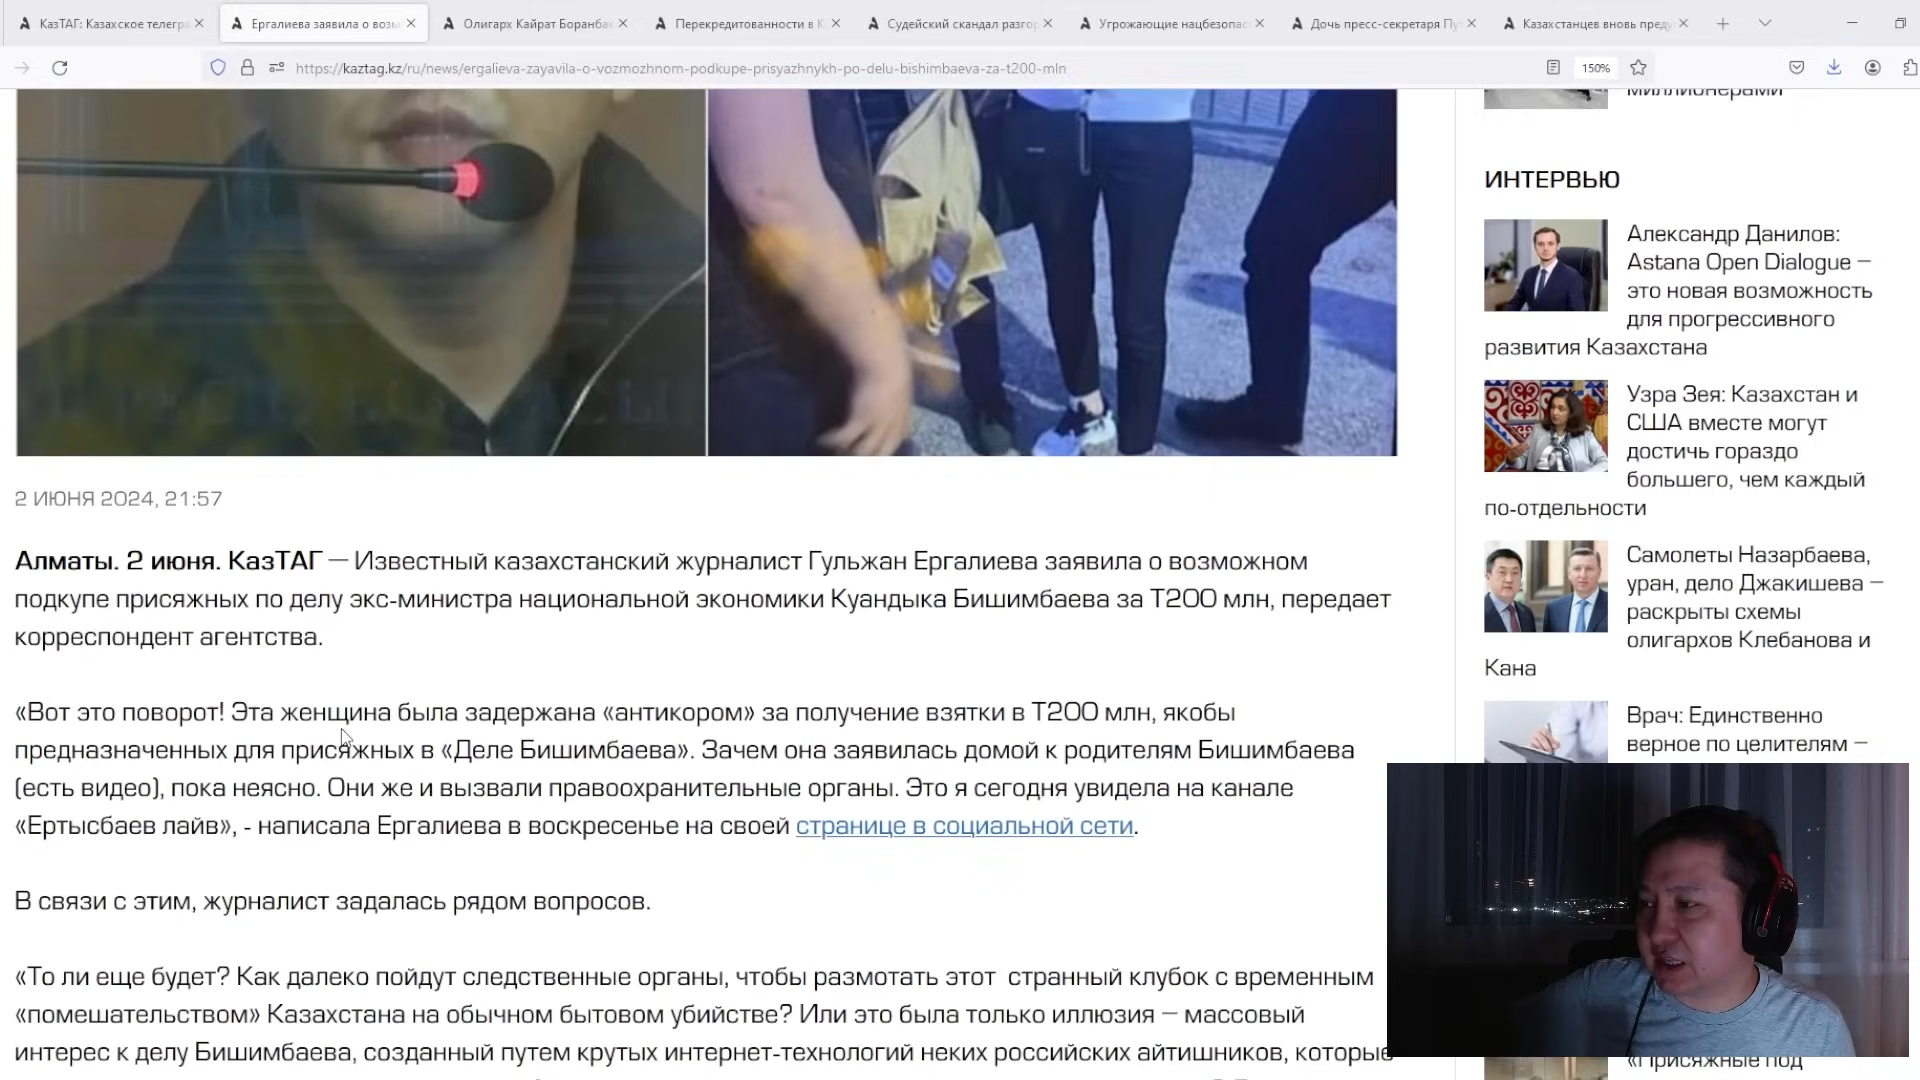 КазТАГ: Казахское телегра
Ергалиева заявила о возм
Олигарх Кайрат Боранбае
Перекредитованности в К
Судейский скандал разгор
Угрожающие нацбезопас
Дочь пресс-секретаря Пу
Казахстанцев вновь преду
https://kaztag.kz/ru/news/ergalieva-zayavila-o-vozmozhnom-podkupe-prisyazhnykh-po-delu-bishimbaeva-za-t200-mln
150%
2 ИЮНЯ 2024, 21:57
Алматы. 2 июня. КазТАГ — Известный казахстанский журналист Гульжан Ергалиева заявила о возможном
подкупе присяжных по делу экс-министра национальной экономики Куандыка Бишимбаева за Т200 млн, передает
корреспондент агентства.
«Вот это поворот! Эта женщина была задержана «антикором» за получение взятки в Т200 млн, якобы
предназначенных для присяжных в «Деле Бишимбаева». Зачем она заявилась домой к родителям Бишимбаева
(есть видео), пока неясно. Они же и вызвали правоохранительные органы. Это я сегодня увидела на канале
«Ертысбаев лайв», - написала Ергалиева в воскресенье на своей странице в социальной сети.
В связи с этим, журналист задалась рядом вопросов.
«То ли еще будет? Как далеко пойдут следственные органы, чтобы размотать этот странный клубок с временным
«помешательством» Казахстана на обычном бытовом убийстве? Или это была только иллюзия – массовый
интерес к делу Бишимбаева, созданный путем крутых интернет-технологий неких российских айтишников, которые
миллионерами
ИНТЕРВЬЮ
Александр Данилов:
Astana Open Dialogue —
это новая возможность
для прогрессивного
развития Казахстана
Узра Зея: Казахстан и
США вместе могут
достичь гораздо
большего, чем каждый
по-отдельности
Самолеты Назарбаева,
уран, дело Джакишева —
раскрыты схемы
олигархов Клебанова и
Кана
Врач: Единственно
верное по целителям —
«Присяжные под